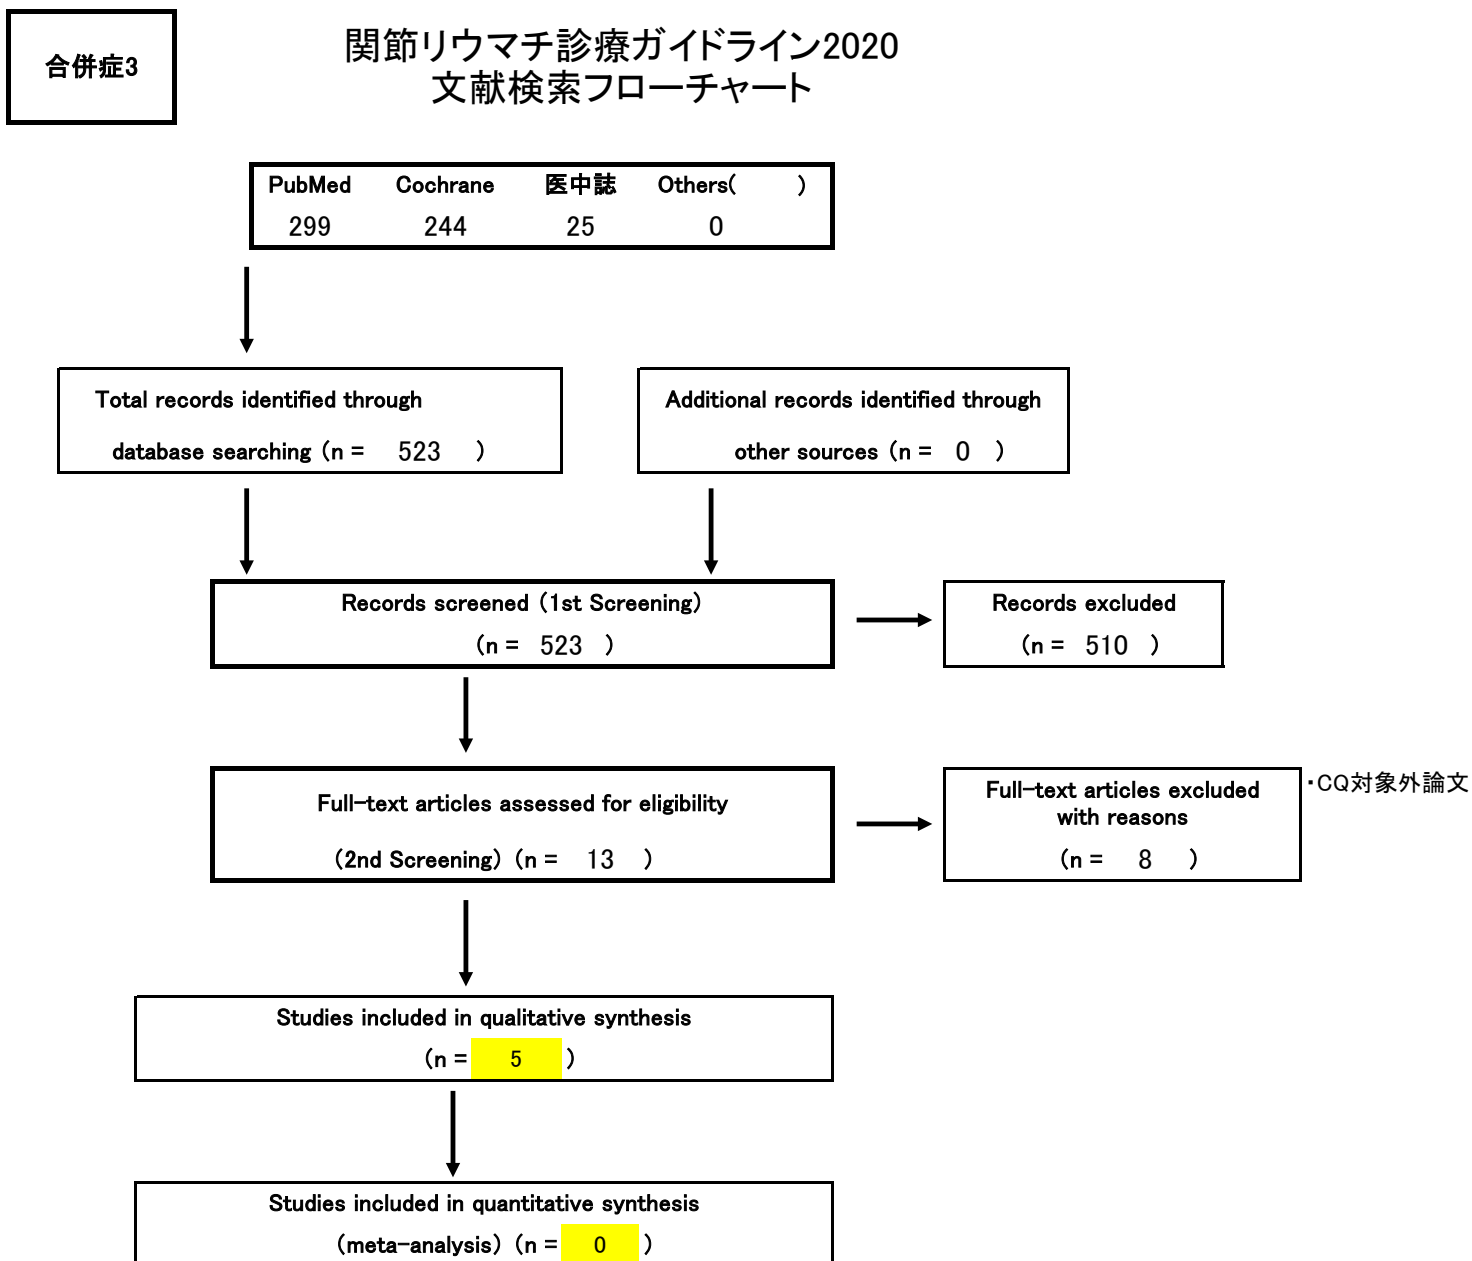 合併症3
関節リウマチ診療ガイドライン2020
文献検索フローチャート
PubMed Cochrane 医中誌 Others( )
299 244 25 0
Total records identified through
database searching (n = 523 )
Additional records identified through
other sources (n = 0 )
Records screened (1st Screening)
(n = 523 )
Records excluded
(n = 510 )
Full-text articles assessed for eligibility
(2nd Screening) (n = 13 )
Full-text articles excluded
with reasons
(n = 8 )
・CQ対象外論文
Studies included in qualitative synthesis
(n = 5 )
Studies included in quantitative synthesis
(meta-analysis) (n = 0 )